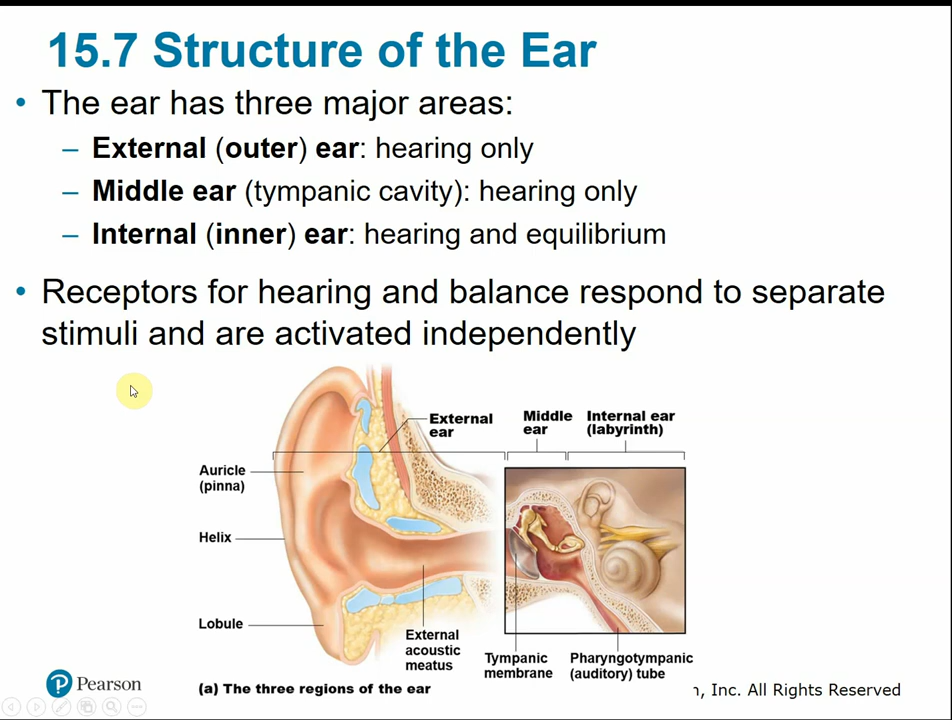 15.7 Structure of the Ear
• The ear has three major areas:
– External (outer) ear: hearing only
– Middle ear (tympanic cavity): hearing only
– Internal (inner) ear: hearing and equilibrium
• Receptors for hearing and balance respond to separate
stimuli and are activated independently
External
ear
Middle
ear
Internal ear
(labyrinth)
Auricle
(pinna)
Helix
Lobule
External
acoustic
meatus
Tympanic
membrane
Pharyngotympanic
(auditory) tube
(a) The three regions of the ear
P Pearson
, Inc. All Rights Reserved